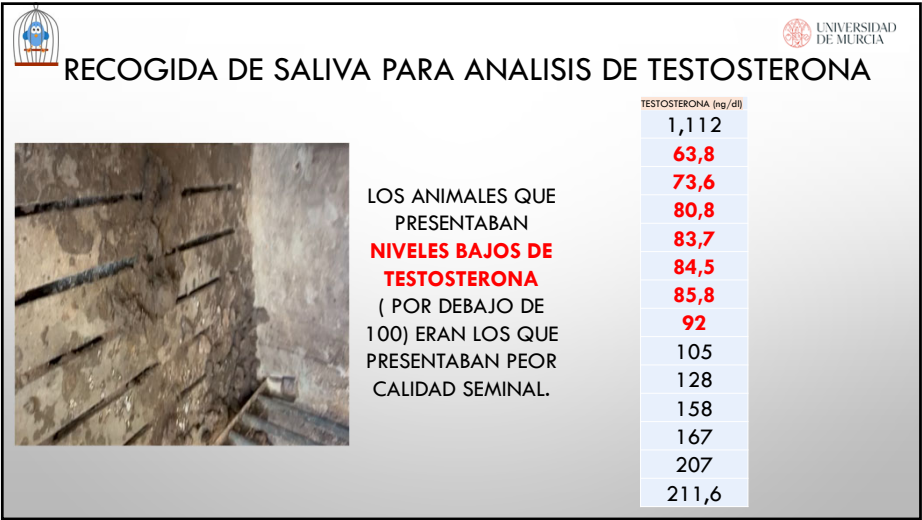 UNIVERSIDAD
DE MURCIA
RECOGIDA DE SALIVA PARA ANALISIS DE TESTOSTERONA
LOS ANIMALES QUE
PRESENTABAN
NIVELES BAJOS DE
TESTOSTERONA
( POR DEBAJO DE
100) ERAN LOS QUE
PRESENTABAN PEOR
CALIDAD SEMINAL.
TESTOSTERONA (ng/dl)
1,112
63,8
73,6
80,8
83,7
84,5
85,8
92
105
128
158
167
207
211,6